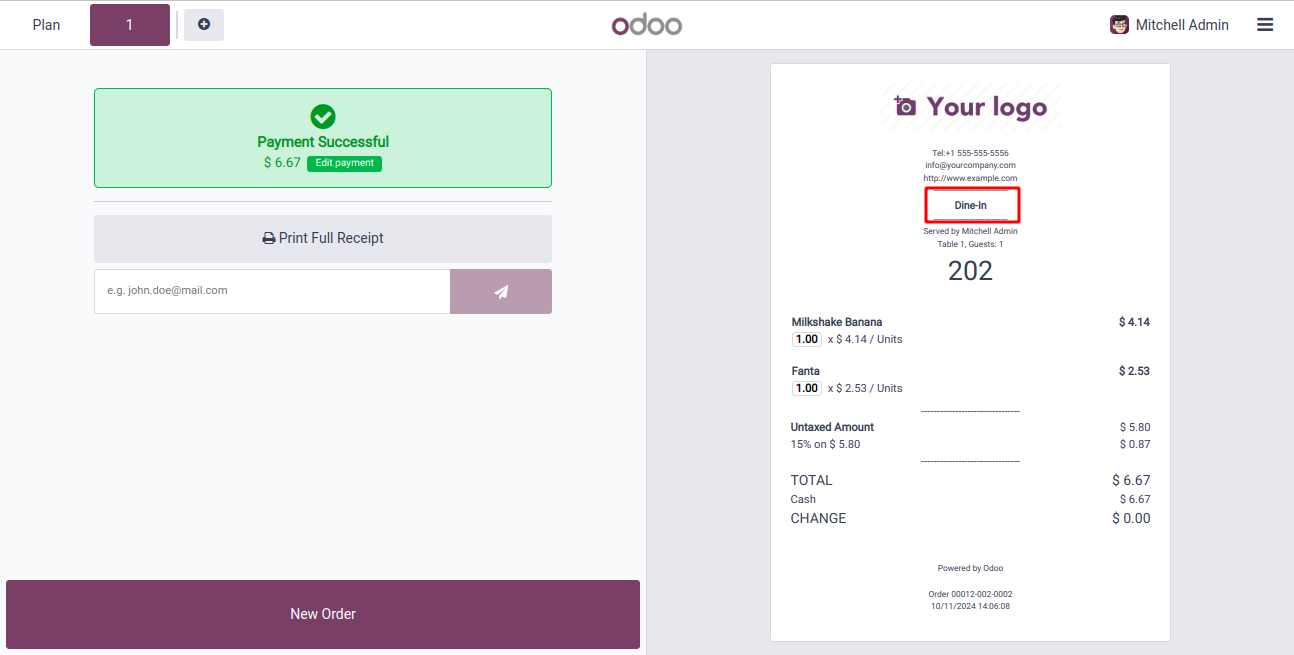 Plan
1
odoo
Mitchell Admin
Payment Successful
$ 6.67 Edit payment
Print Full Receipt
e.g. john.doe@mail.com
New Order
Your logo
Tel:+1 555-555-5556
info@yourcompany.com
http://www.example.com
--------------------------------
Dine-In
--------------------------------
Served by Mitchell Admin
Table 1, Guests: 1
202
Milkshake Banana $ 4.14
1.00 x $ 4.14 / Units
Fanta $ 2.53
1.00 x $ 2.53 / Units
--------------------------------
Untaxed Amount $ 5.80
15% on $ 5.80 $ 0.87
--------------------------------
TOTAL $ 6.67
Cash $ 6.67
CHANGE $ 0.00
Powered by Odoo
Order 00012-002-0002
10/11/2024 14:06:08